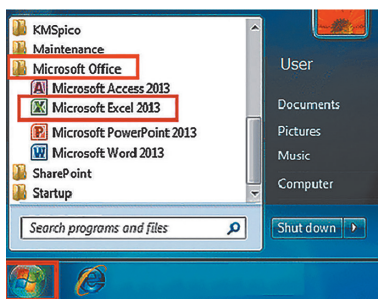 KMSpico
Maintenance
Microsoft Office
Microsoft Access 2013
Microsoft Excel 2013
Microsoft PowerPoint 2013
Microsoft Word 2013
SharePoint
Startup
Search programs and files
User
Documents
Pictures
Music
Computer
Shut down